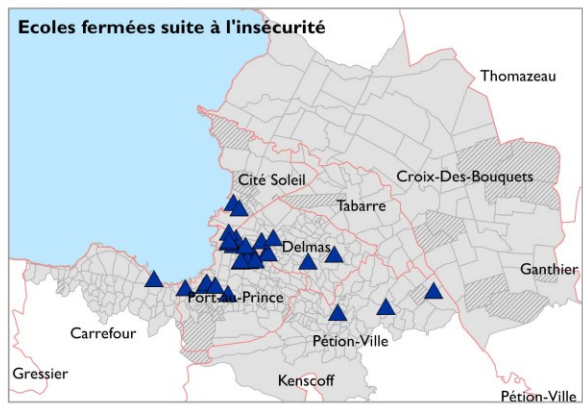 Ecoles fermées suite à l'insécurité
Thomazeau
Cité Soleil
Croix-Des-Bouquets
Tabarre
Delmas
Ganthier
Port-au-Prince
Carrefour
Pétion-Ville
Gressier
Kenscoff
Pétion-Ville